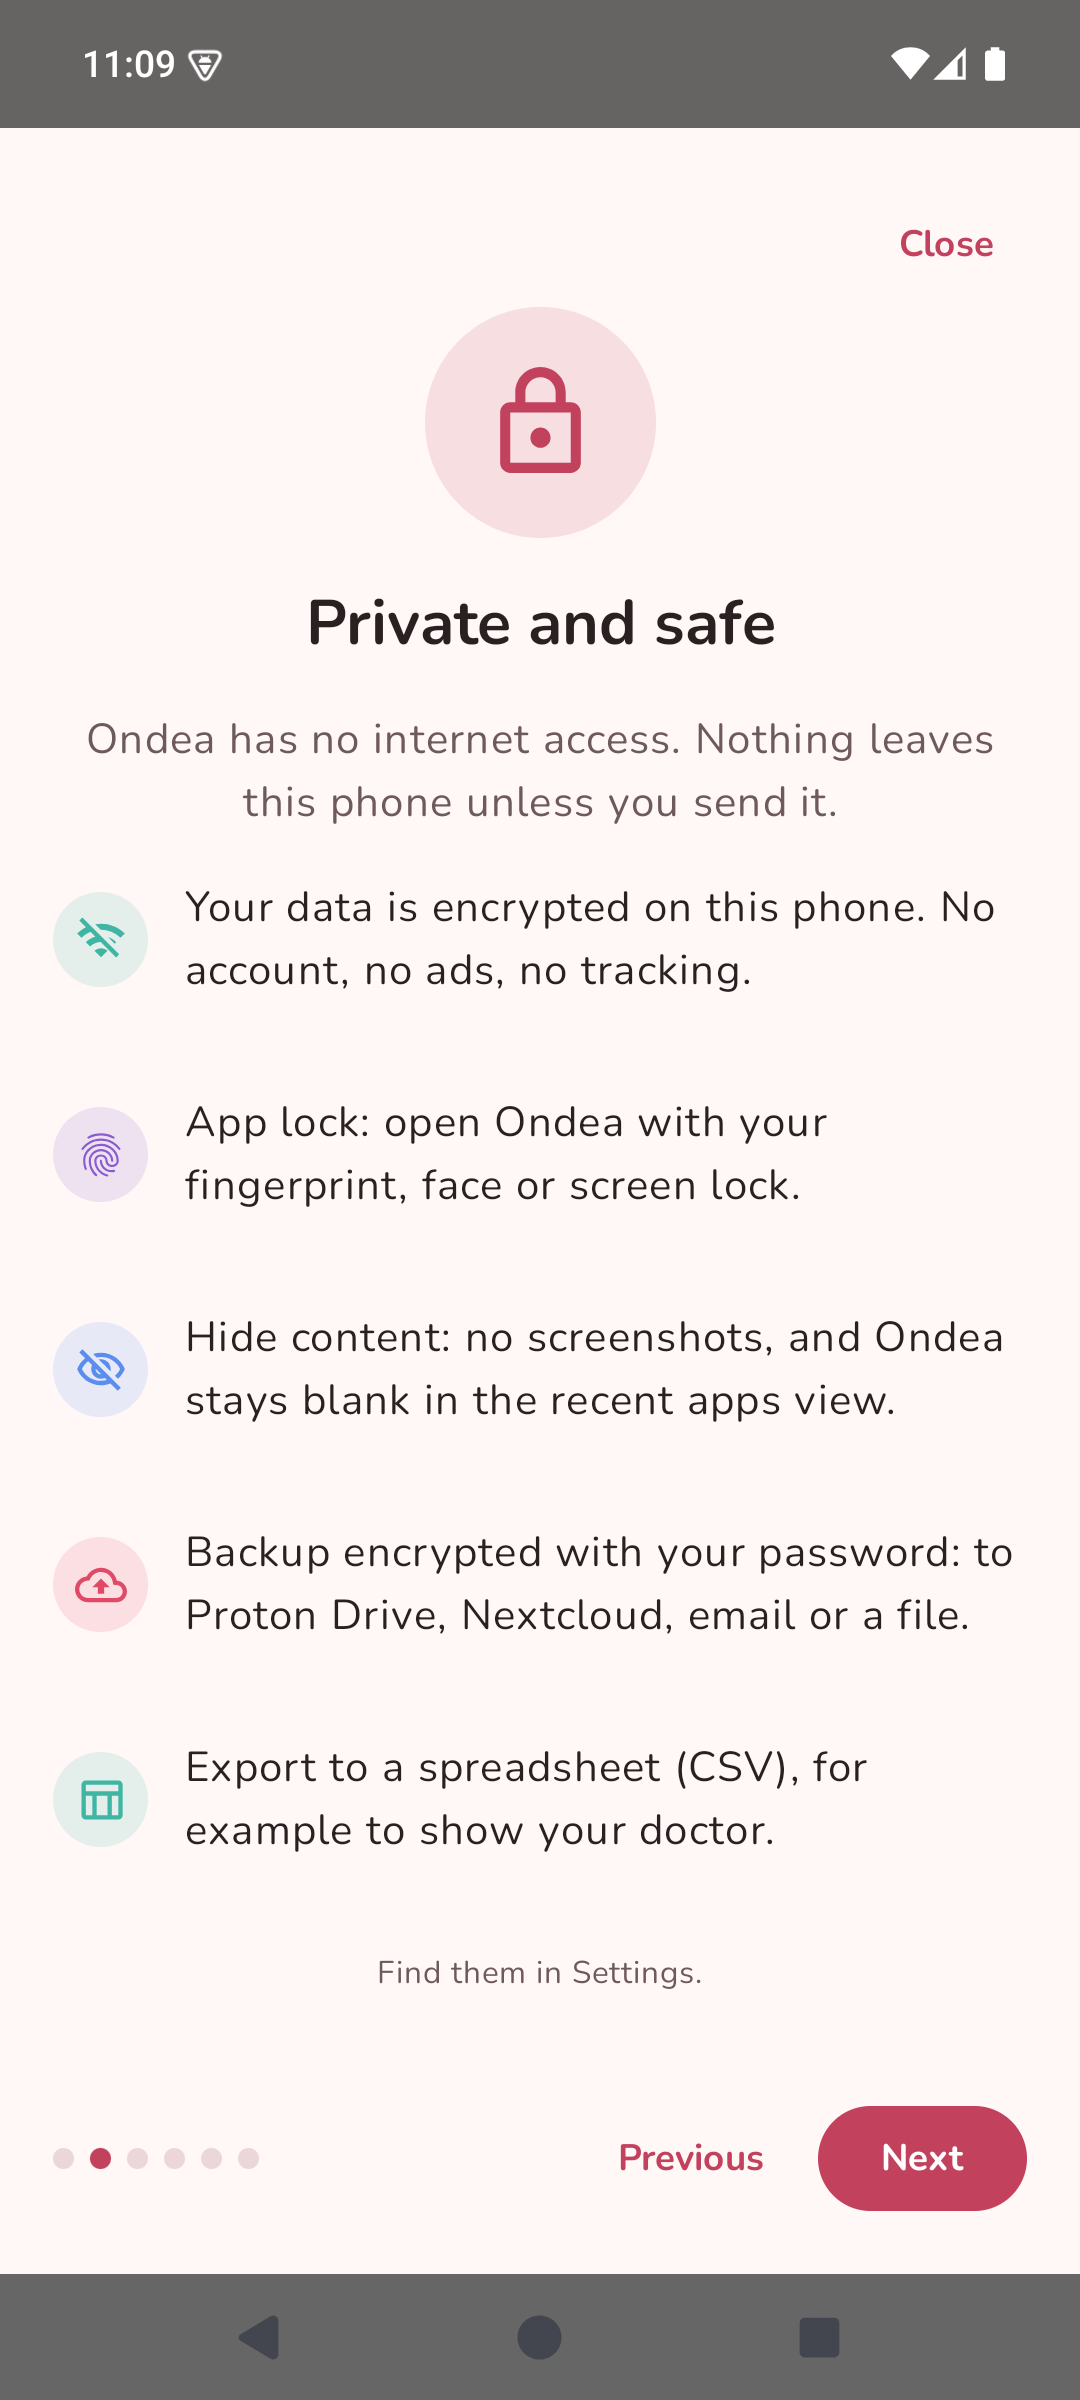 11:09
Close
Private and safe
Ondea has no internet access. Nothing leaves
this phone unless you send it.
Your data is encrypted on this phone. No
account, no ads, no tracking.
App lock: open Ondea with your
fingerprint, face or screen lock.
Hide content: no screenshots, and Ondea
stays blank in the recent apps view.
Backup encrypted with your password: to
Proton Drive, Nextcloud, email or a file.
Export to a spreadsheet (CSV), for
example to show your doctor.
Find them in Settings.
Previous
Next